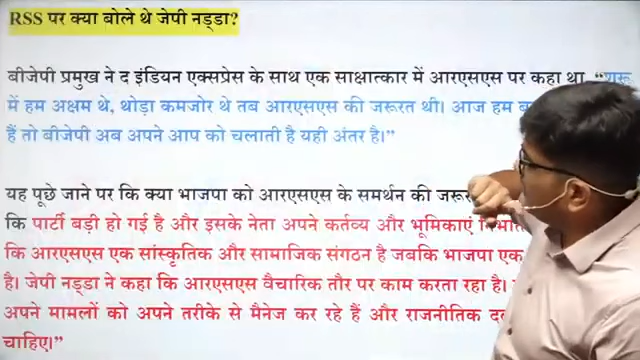 RSS पर क्या बोले थे जेपी नड्डा?
बीजेपी प्रमुख ने द इंडियन एक्सप्रेस के साथ एक साक्षात्कार में आरएसएस पर कहा था, “शुरू
में हम अक्षम थे, थोड़ा कमजोर थे तब आरएसएस की जरूरत थी। आज हम
हैं तो बीजेपी अब अपने आप को चलाती है यही अंतर है।”
यह पूछे जाने पर कि क्या भाजपा को आरएसएस के समर्थन की
कि पार्टी बड़ी हो गई है और इसके नेता अपने कर्तव्य और भूमिकाएं
कि आरएसएस एक सांस्कृतिक और सामाजिक संगठन है जबकि भाजपा एक
है। जेपी नड्डा ने कहा कि आरएसएस वैचारिक तौर पर काम करता रहा है।
अपने मामलों को अपने तरीके से मैनेज कर रहे हैं और राजनीतिक
चाहिए।”